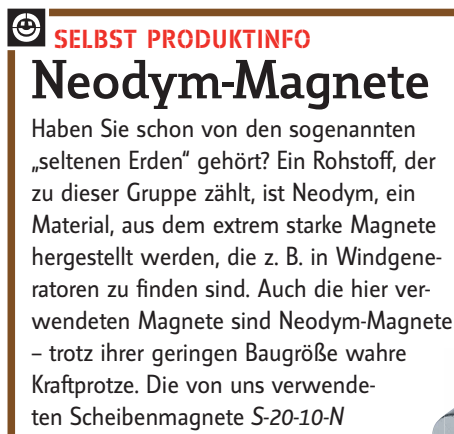 SELBST PRODUKTINFO
Neodym-Magnete
Haben Sie schon von den sogenannten
„seltenen Erden“ gehört? Ein Rohstoff, der
zu dieser Gruppe zählt, ist Neodym, ein
Material, aus dem extrem starke Magnete
hergestellt werden, die z. B. in Windgene-
ratoren zu finden sind. Auch die hier ver-
wendeten Magnete sind Neodym-Magnete
– trotz ihrer geringen Baugröße wahre
Kraftprotze. Die von uns verwende-
ten Scheibenmagnete S-20-10-N